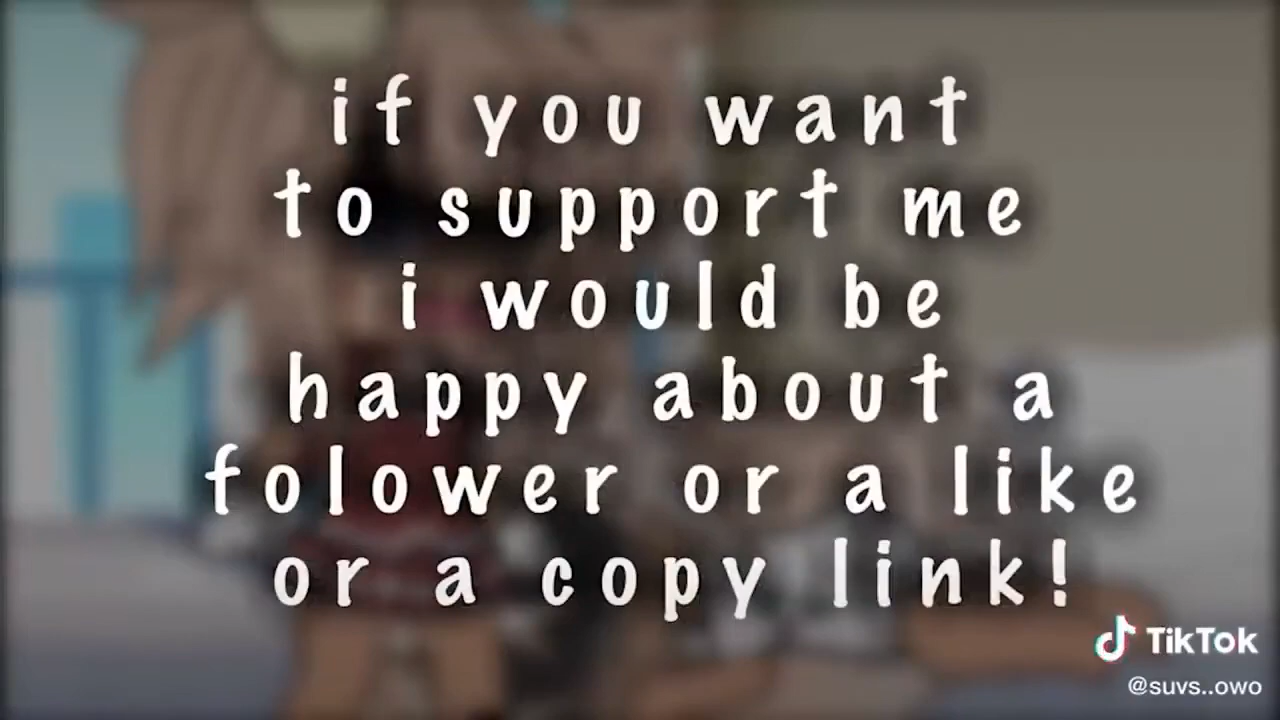 if you want
to support me
i would be
happy about a
folower or a like
or a copy link!
TikTok
@suvs..owo